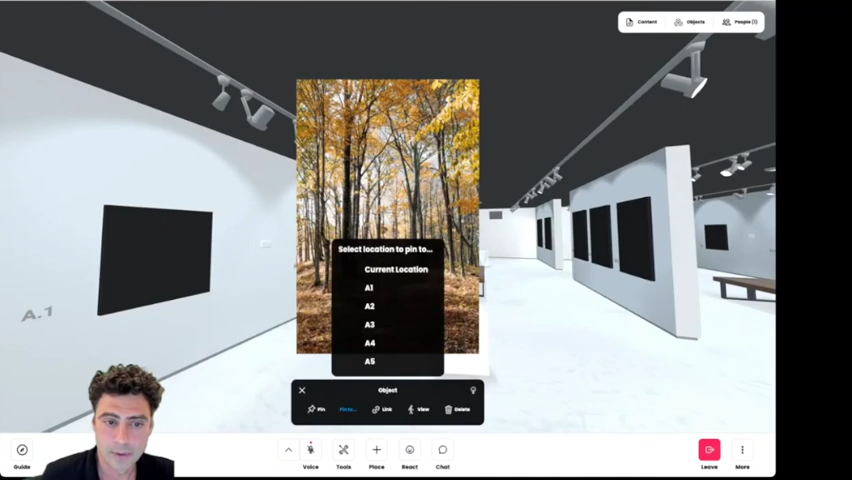 Content
Objects
People (1)
Select location to pin to...
Current Location
A1
A2
A3
A4
A5
A.1
Object
Pin
Pin to...
Link
View
Delete
Guide
Voice
Tools
Place
React
Chat
Leave
More